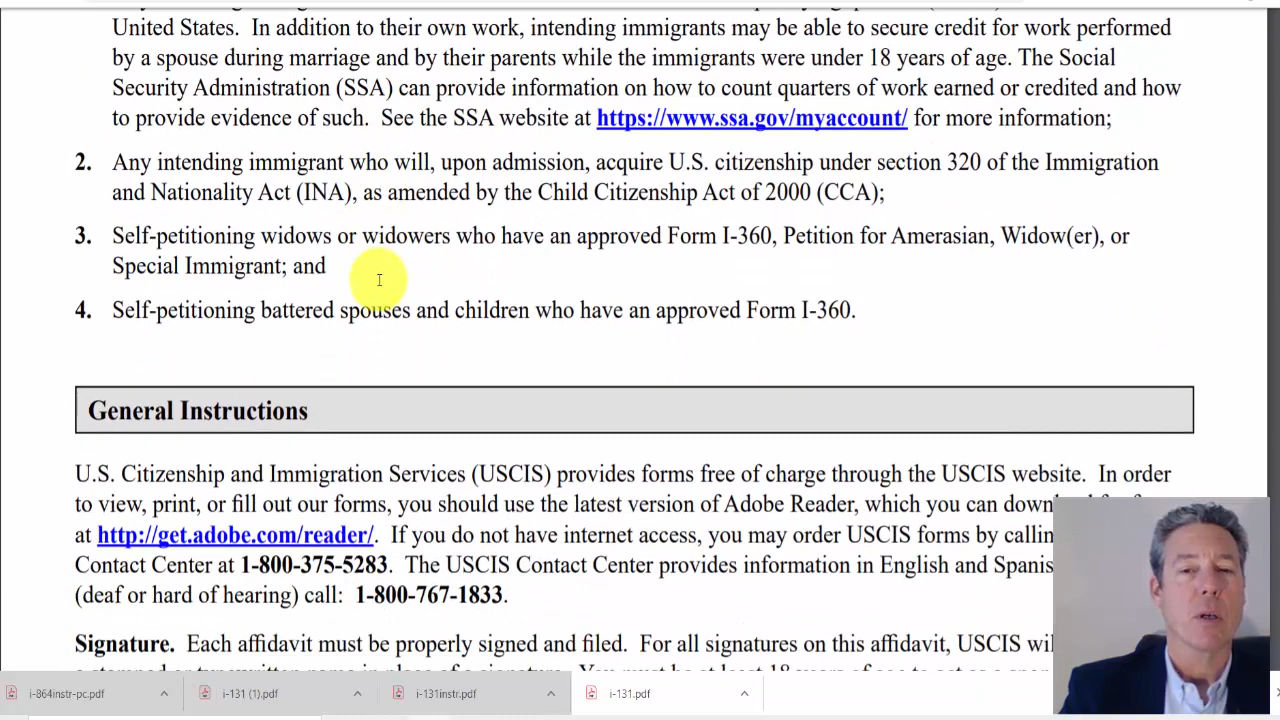 United States. In addition to their own work, intending immigrants may be able to secure credit for work performed
by a spouse during marriage and by their parents while the immigrants were under 18 years of age. The Social
Security Administration (SSA) can provide information on how to count quarters of work earned or credited and how
to provide evidence of such. See the SSA website at https://www.ssa.gov/myaccount/ for more information;
2. Any intending immigrant who will, upon admission, acquire U.S. citizenship under section 320 of the Immigration
and Nationality Act (INA), as amended by the Child Citizenship Act of 2000 (CCA);
3. Self-petitioning widows or widowers who have an approved Form I-360, Petition for Amerasian, Widow(er), or
Special Immigrant; and
4. Self-petitioning battered spouses and children who have an approved Form I-360.
General Instructions
U.S. Citizenship and Immigration Services (USCIS) provides forms free of charge through the USCIS website. In order
to view, print, or fill out our forms, you should use the latest version of Adobe Reader, which you can down
at http://get.adobe.com/reader/. If you do not have internet access, you may order USCIS forms by callin
Contact Center at 1-800-375-5283. The USCIS Contact Center provides information in English and Spanis
(deaf or hard of hearing) call: 1-800-767-1833.
Signature. Each affidavit must be properly signed and filed. For all signatures on this affidavit, USCIS wil
i-864instr-pc.pdf i-131 (1).pdf i-131instr.pdf i-131.pdf